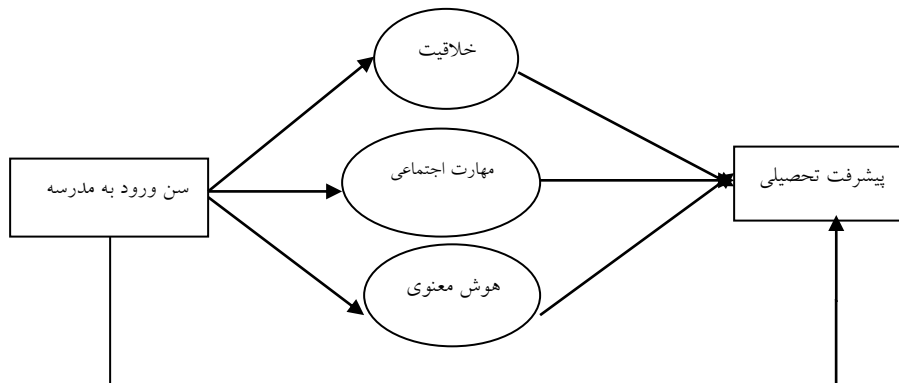 خلاقیت
مهارت اجتماعی
سن ورود به مدرسه
پیشرفت تحصیلی
هوش معنوی